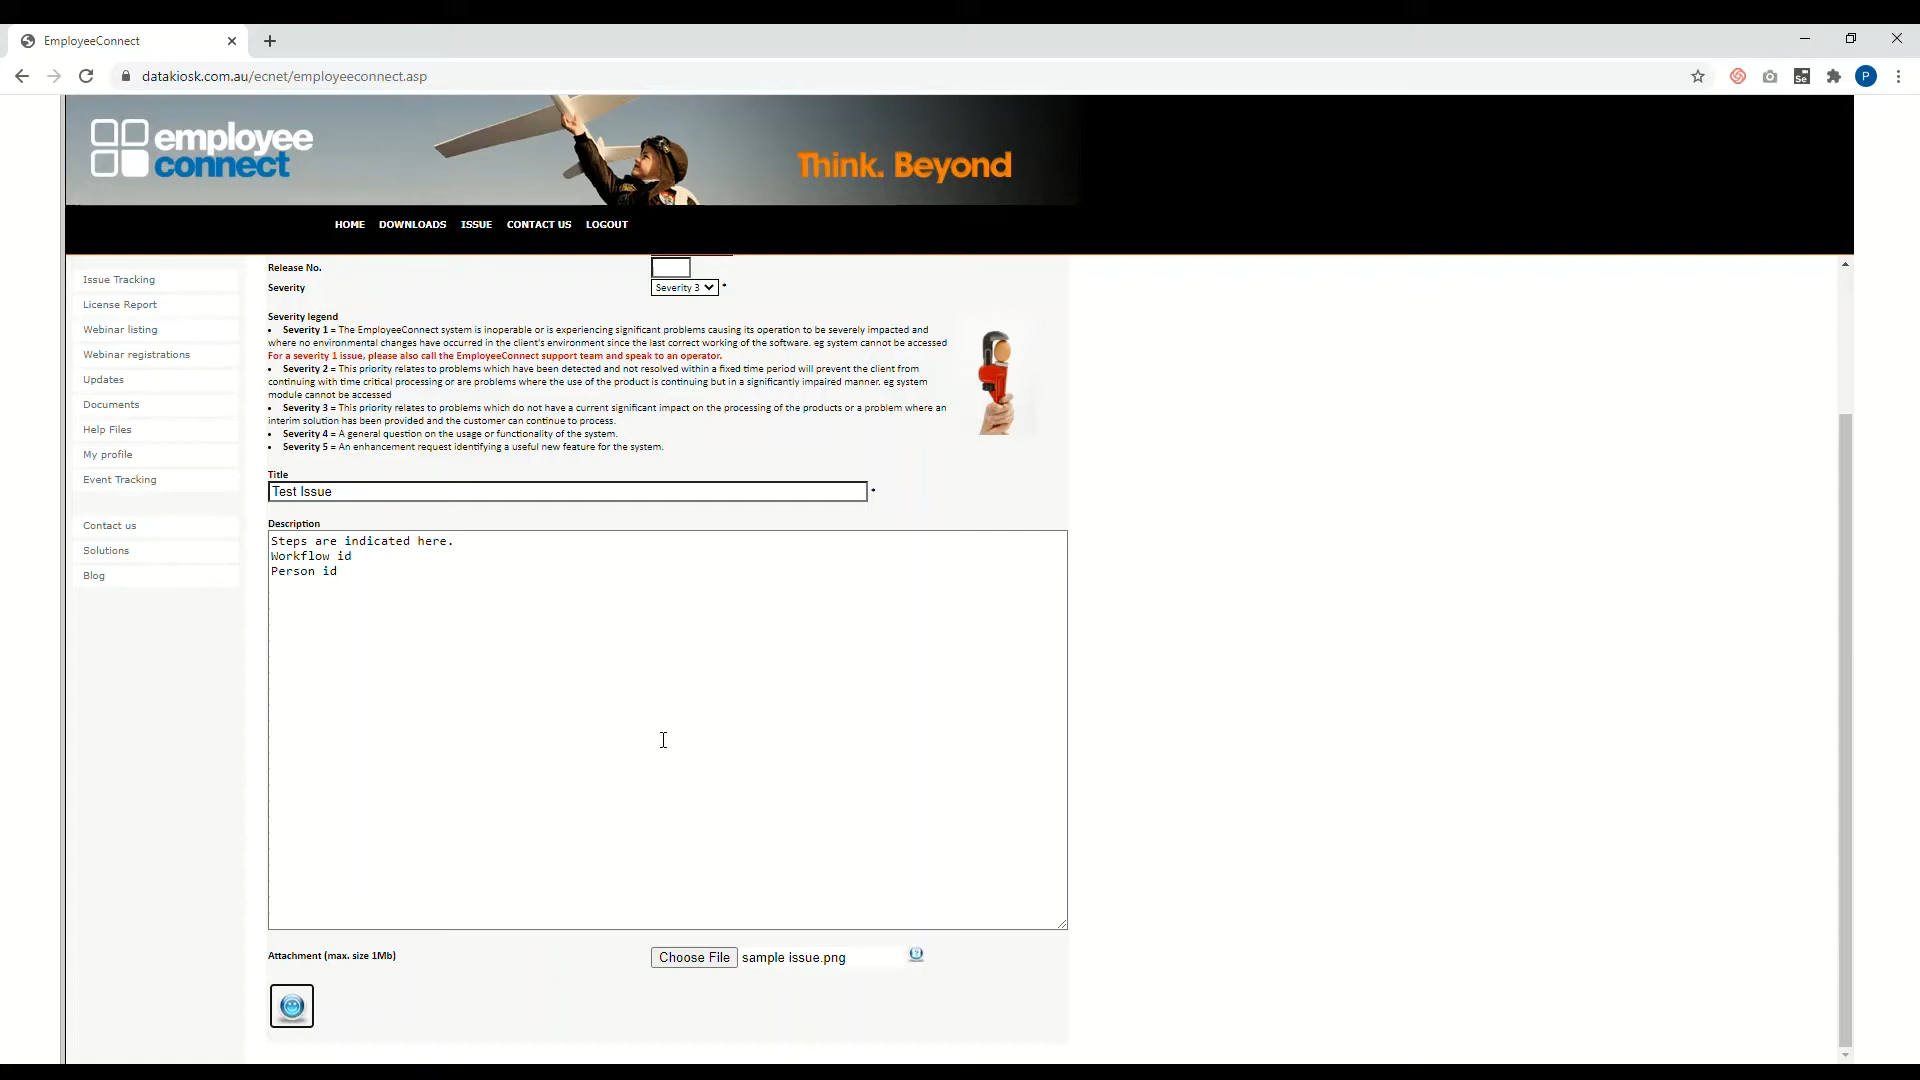 EmployeeConnect
datakiosk.com.au/ecnet/employeeconnect.asp
Se
P
employee
connect
Think. Beyond
HOME DOWNLOADS ISSUE CONTACT US LOGOUT
Issue Tracking
License Report
Webinar listing
Webinar registrations
Updates
Documents
Help Files
My profile
Event Tracking
Contact us
Solutions
Blog
Release No.
Severity Severity 3 *
Severity legend
• Severity 1 = The EmployeeConnect system is inoperable or is experiencing significant problems causing its operation to be severely impacted and
where no environmental changes have occurred in the client's environment since the last correct working of the software. eg system cannot be accessed
For a severity 1 issue, please also call the EmployeeConnect support team and speak to an operator.
• Severity 2 = This priority relates to problems which have been detected and not resolved within a fixed time period will prevent the client from
continuing with time critical processing or are problems where the use of the product is continuing but in a significantly impaired manner. eg system
module cannot be accessed
• Severity 3 = This priority relates to problems which do not have a current significant impact on the processing of the products or a problem where an
interim solution has been provided and the customer can continue to process.
• Severity 4 = A general question on the usage or functionality of the system.
• Severity 5 = An enhancement request identifying a useful new feature for the system.
Title
Test Issue *
Description
Steps are indicated here.
Workflow id
Person id
Attachment (max. size 1Mb) Choose File sample issue.png